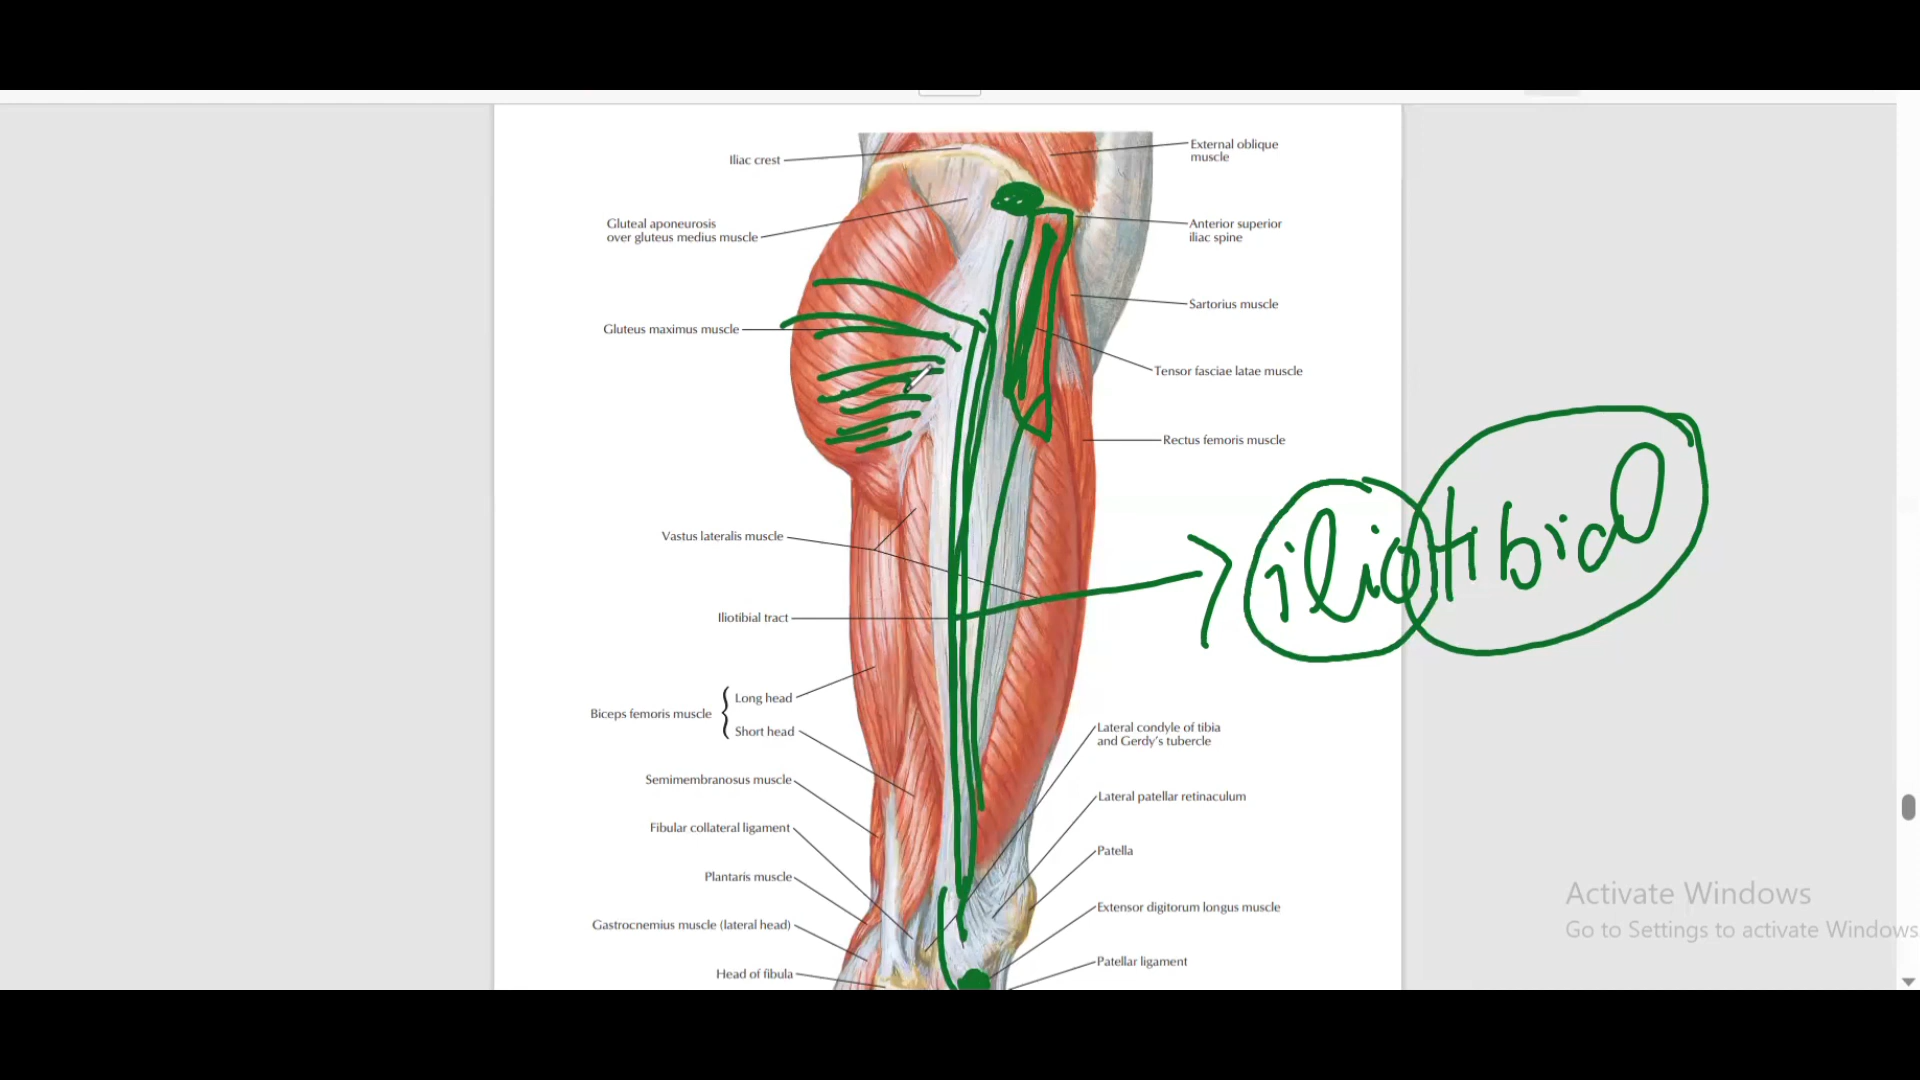 Iliac crest
External oblique
muscle
Gluteal aponeurosis
over gluteus medius muscle
Anterior superior
iliac spine
Sartorius muscle
Gluteus maximus muscle
Tensor fasciae latae muscle
Rectus femoris muscle
iliotibial
Vastus lateralis muscle
Iliotibial tract
Biceps femoris muscle
Long head
Short head
Lateral condyle of tibia
and Gerdy's tubercle
Semimembranosus muscle
Lateral patellar retinaculum
Fibular collateral ligament
Patella
Plantaris muscle
Extensor digitorum longus muscle
Gastrocnemius muscle (lateral head)
Patellar ligament
Head of fibula
Activate Windows
Go to Settings to activate Windows